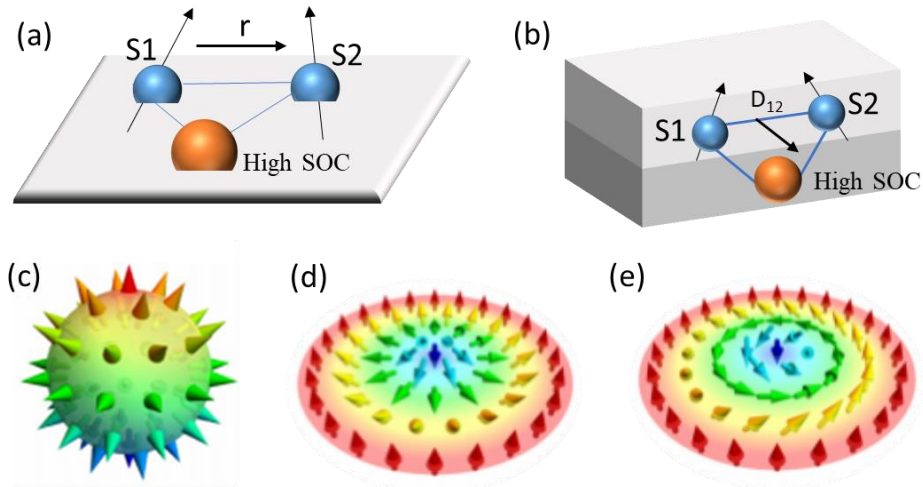 (a)
r
S1
S2
High SOC
(b)
D12
S1
S2
High SOC
(c)
(d)
(e)